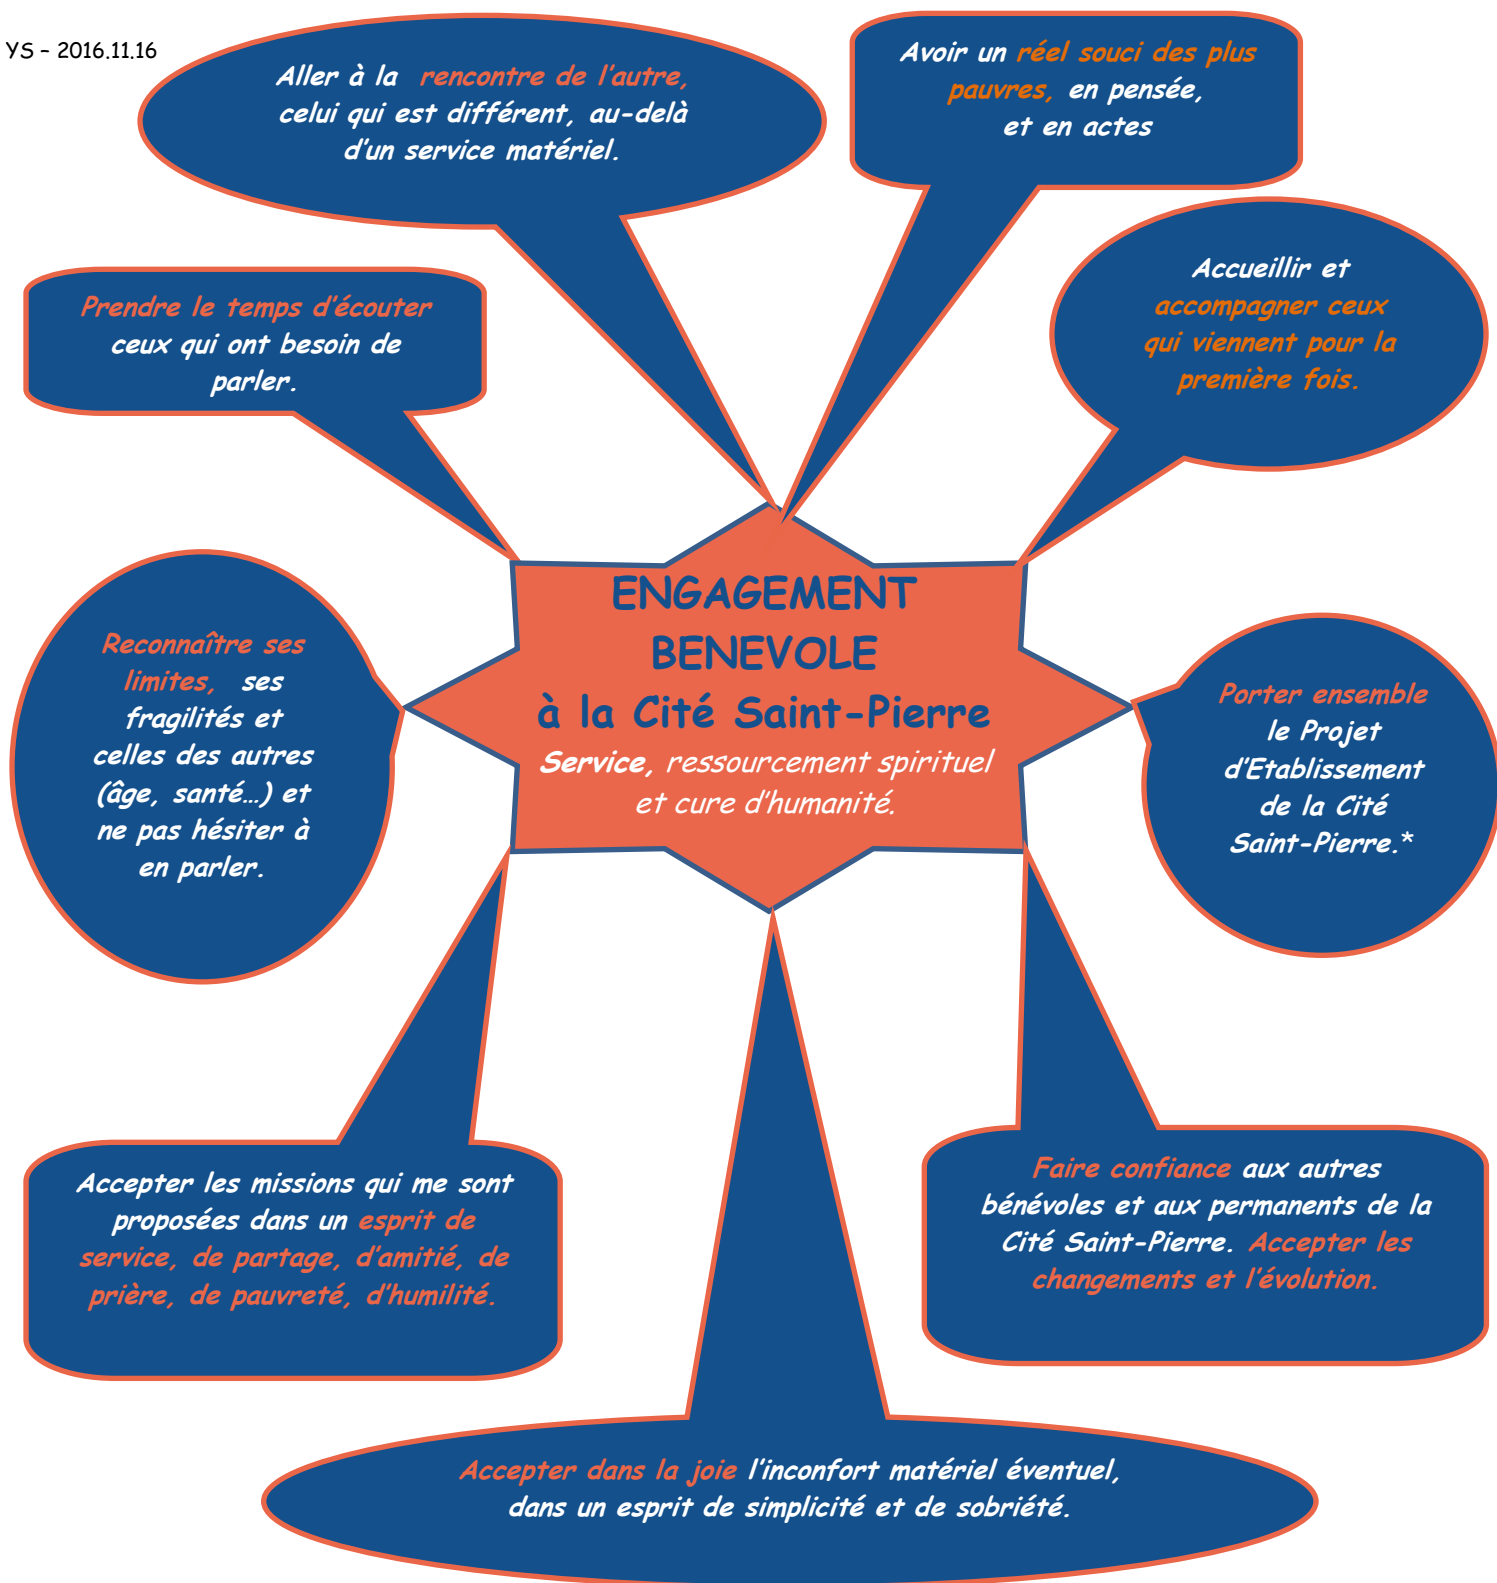 YS – 2016.11.16
Aller à la rencontre de l’autre,
celui qui est différent, au-delà
d’un service matériel.
Avoir un réel souci des plus
pauvres, en pensée,
et en actes
Accueillir et
accompagner ceux
qui viennent pour la
première fois.
Prendre le temps d’écouter
ceux qui ont besoin de
parler.
ENGAGEMENT
BENEVOLE
à la Cité Saint-Pierre
Service, ressourcement spirituel
et cure d’humanité.
Reconnaître ses
limites, ses
fragilités et
celles des autres
(âge, santé…) et
ne pas hésiter à
en parler.
Porter ensemble
le Projet
d’Etablissement
de la Cité
Saint-Pierre.*
Accepter les missions qui me sont
proposées dans un esprit de
service, de partage, d’amitié, de
prière, de pauvreté, d’humilité.
Faire confiance aux autres
bénévoles et aux permanents de la
Cité Saint-Pierre. Accepter les
changements et l’évolution.
Accepter dans la joie l’inconfort matériel éventuel,
dans un esprit de simplicité et de sobriété.